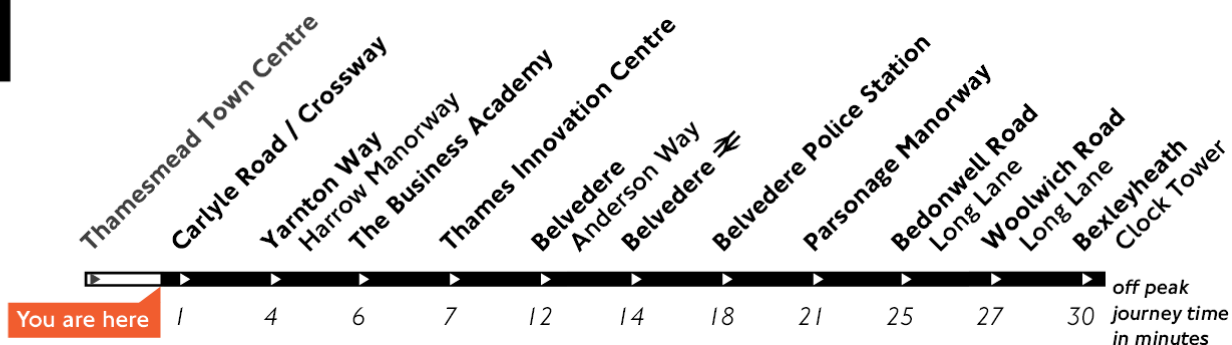 Thamesmead Town Centre
Carlyle Road / Crossway
Yarnton Way
Harrow Manorway
The Business Academy
Thames Innovation Centre
Belvedere
Anderson Way
Belvedere
Belvedere Police Station
Parsonage Manorway
Bedonwell Road
Long Lane
Woolwich Road
Long Lane
Bexleyheath
Clock Tower
You are here
1 4 6 7 12 14 18 21 25 27 30
off peak
journey time
in minutes